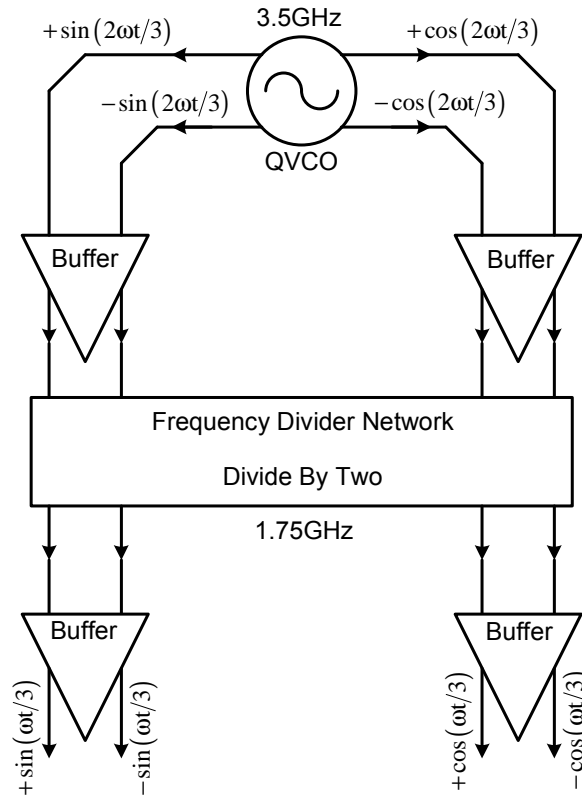 3.5GHz
+sin(2ωt/3)
+cos(2ωt/3)
−sin(2ωt/3)
−cos(2ωt/3)
QVCO
Buffer
Buffer
Frequency Divider Network
Divide By Two
1.75GHz
Buffer
Buffer
+sin(ωt/3)
−sin(ωt/3)
+cos(ωt/3)
−cos(ωt/3)